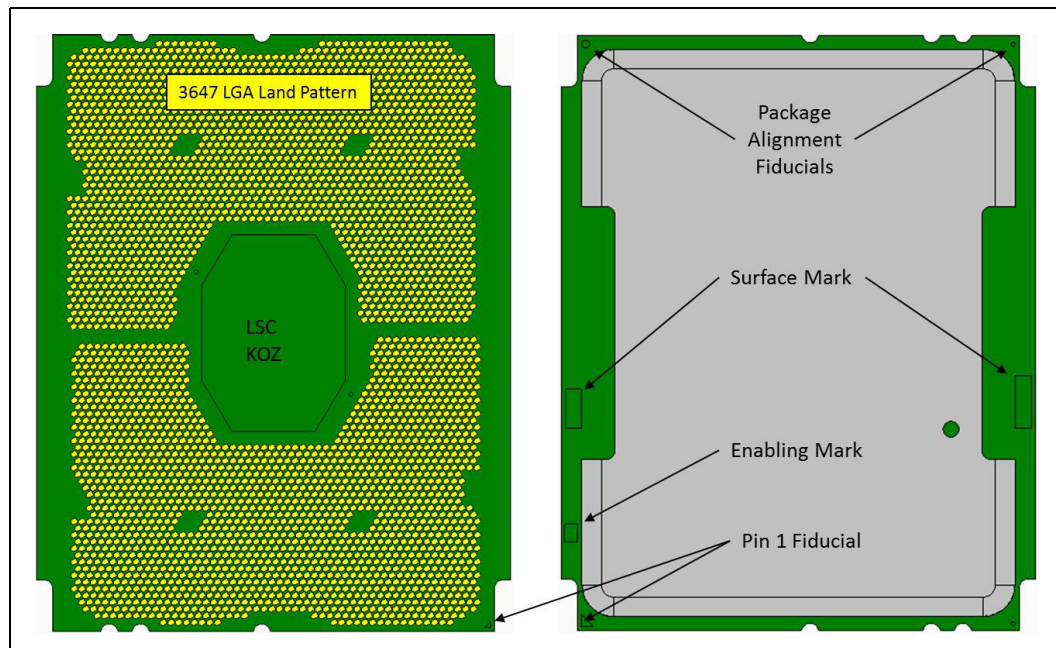 3647 LGA Land Pattern
LSC
KOZ
Package
Alignment
Fiducials
Surface Mark
Enabling Mark
Pin 1 Fiducial